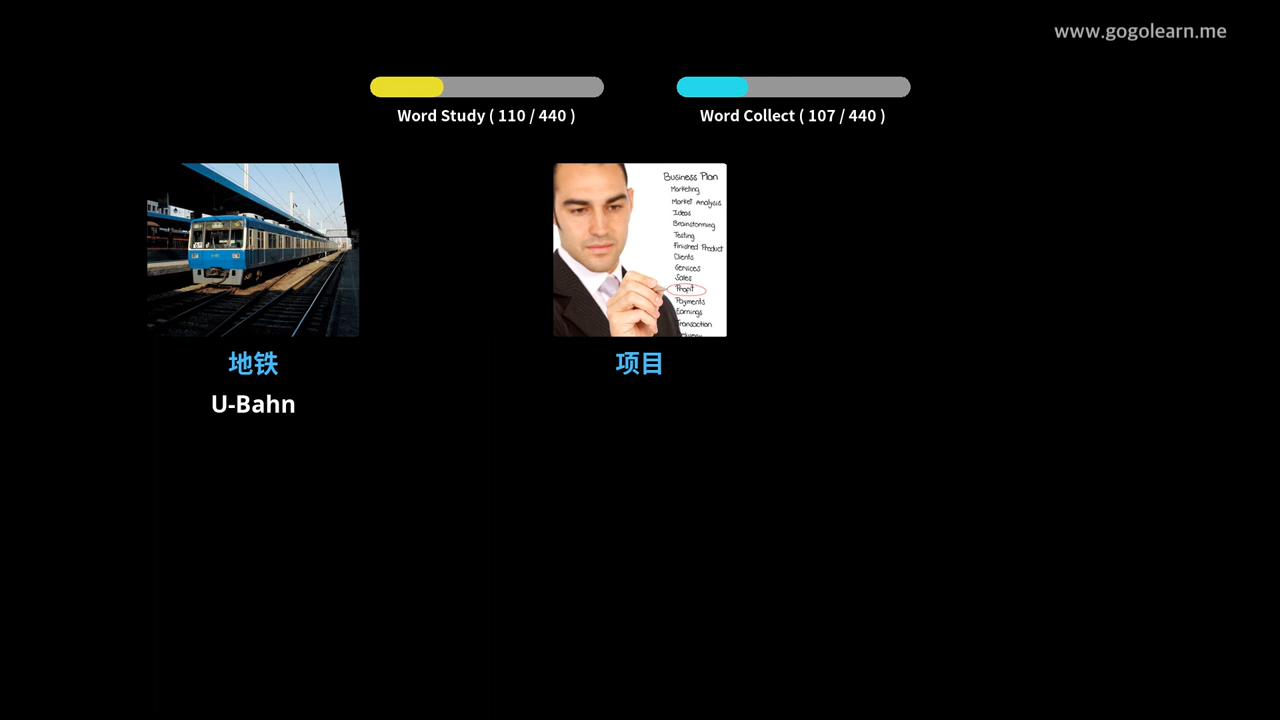 www.gogolearn.me
Word Study ( 110 / 440 )
Word Collect ( 107 / 440 )
Business Plan
Marketing
Market Analysis
Ideas
Brainstorming
Testing
Finished Product
Clients
Services
Sales
Profit
Payments
Earnings
Transaction
地铁
项目
U-Bahn